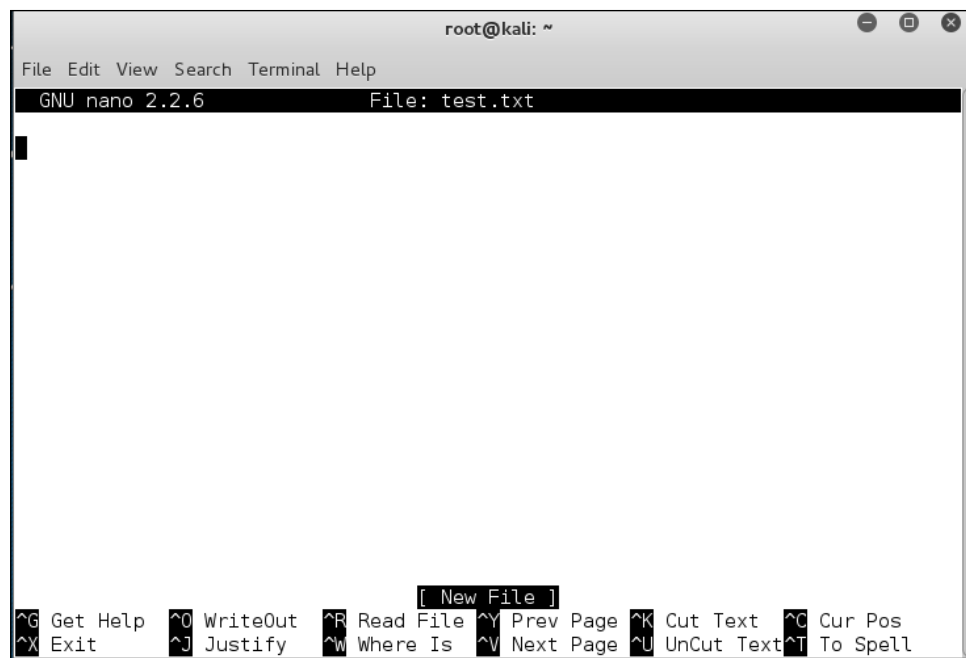 root@kali: ~
File Edit View Search Terminal Help
GNU nano 2.2.6 File: test.txt
[ New File ]
^G Get Help ^O WriteOut ^R Read File ^Y Prev Page ^K Cut Text ^C Cur Pos
^X Exit ^J Justify ^W Where Is ^V Next Page ^U UnCut Text ^T To Spell